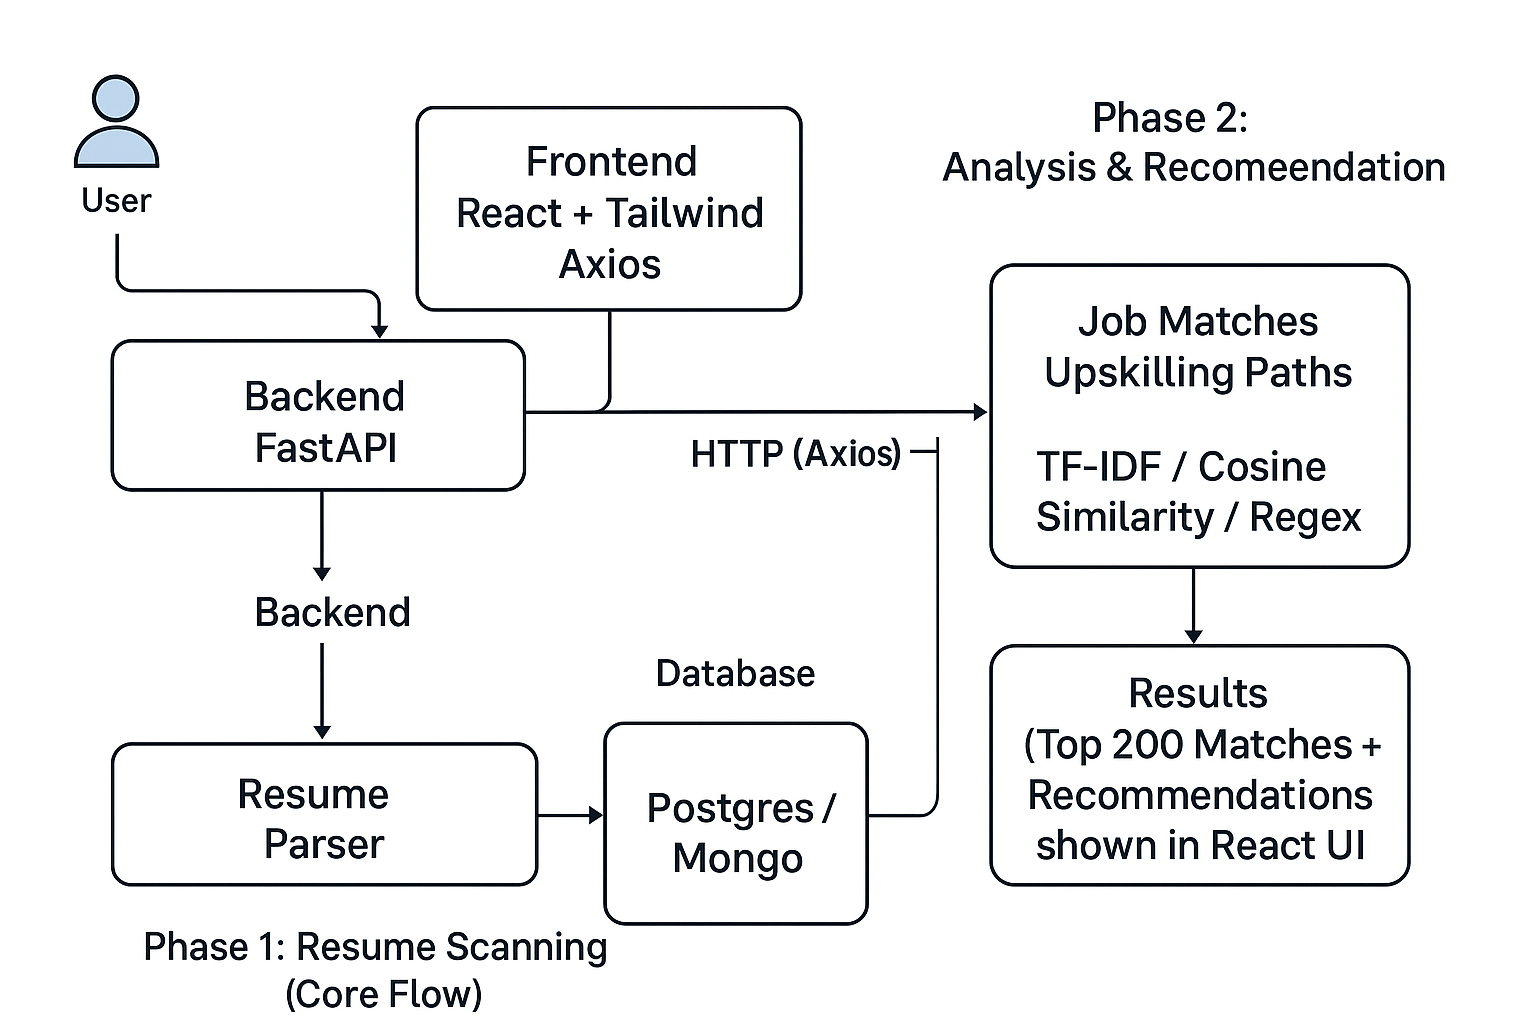 User
Frontend
React + Tailwind
Axios
Phase 2:
Analysis & Recomeendation
Backend
FastAPI
Job Matches
Upskilling Paths
TF-IDF / Cosine
Similarity / Regex
HTTP (Axios)
Backend
Database
Resume
Parser
Postgres /
Mongo
Results
(Top 200 Matches +
Recommendations
shown in React UI
Phase 1: Resume Scanning
(Core Flow)